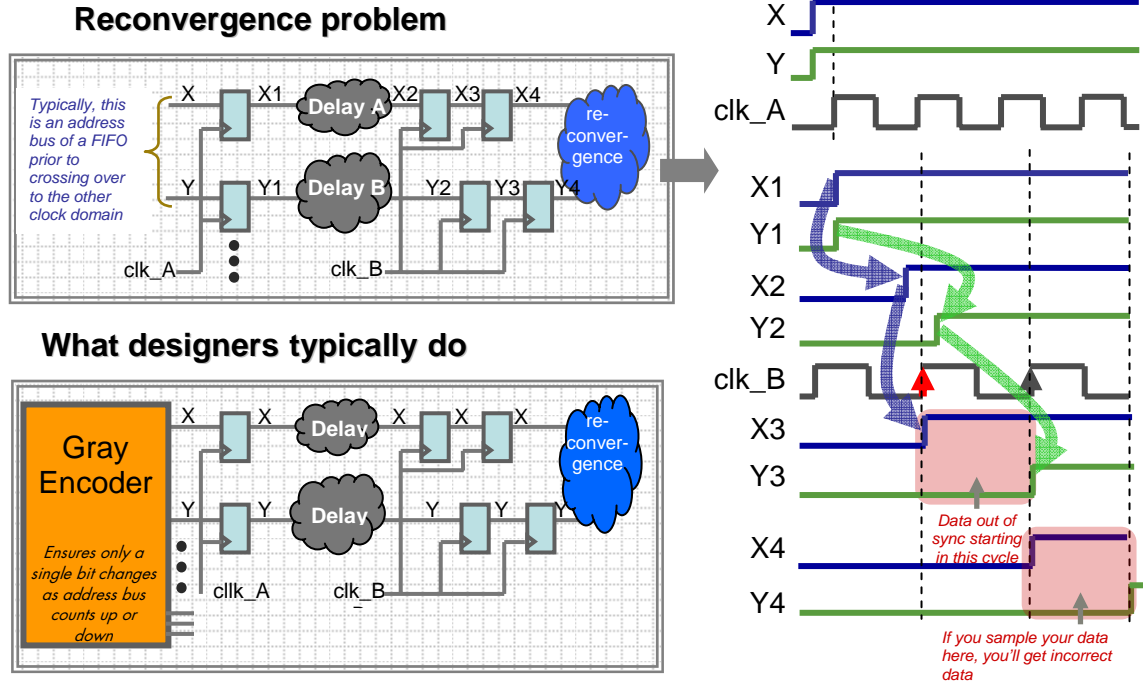 Reconvergence problem
Typically, this
is an address
bus of a FIFO
prior to
crossing over
to the other
clock domain
X
X1
Delay A
X2
X3
X4
re-
conver-
gence
Y
Y1
Delay B
Y2
Y3
Y4
clk_A
clk_B
What designers typically do
Gray
Encoder
Ensures only a
single bit changes
as address bus
counts up or
down
X
X
Delay
X
X
X
re-
conver-
gence
Y
Y
Delay
Y
Y
Y
cllk_A
clk_B
X
Y
clk_A
X1
Y1
X2
Y2
clk_B
X3
Y3
Data out of
sync starting
in this cycle
X4
Y4
If you sample your data
here, you'll get incorrect
data